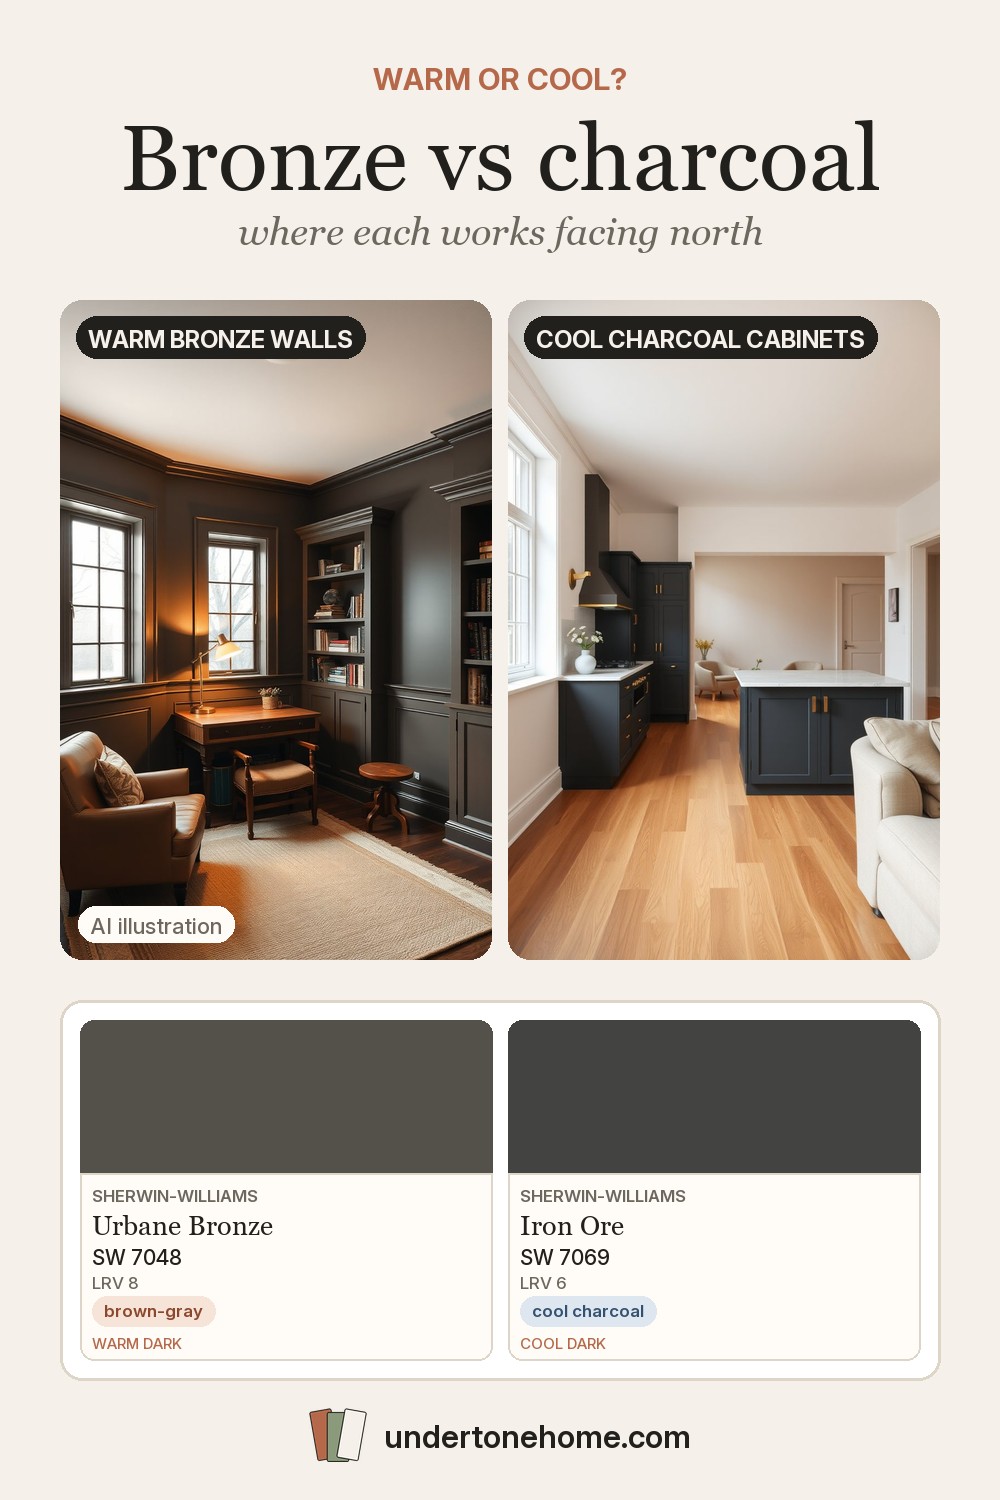 WARM OR COOL?
Bronze vs charcoal
where each works facing north
WARM BRONZE WALLS
COOL CHARCOAL CABINETS
AI illustration
SHERWIN-WILLIAMS
Urbane Bronze
SW 7048
LRV 8
brown-gray
WARM DARK
SHERWIN-WILLIAMS
Iron Ore
SW 7069
LRV 6
cool charcoal
COOL DARK
undertonehome.com